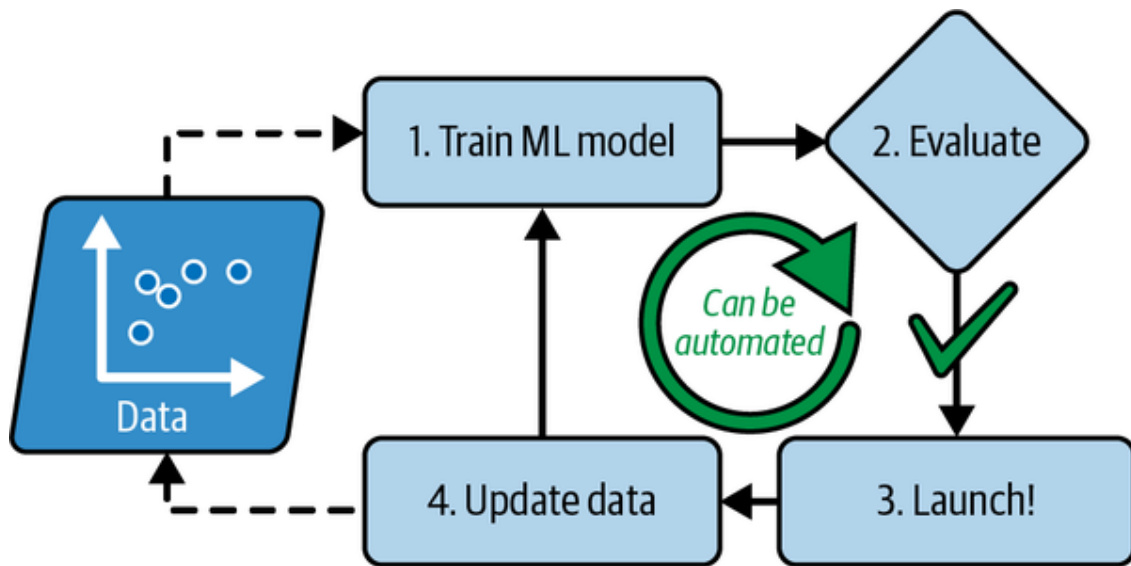 1. Train ML model
2. Evaluate
Can be
automated
Data
4. Update data
3. Launch!